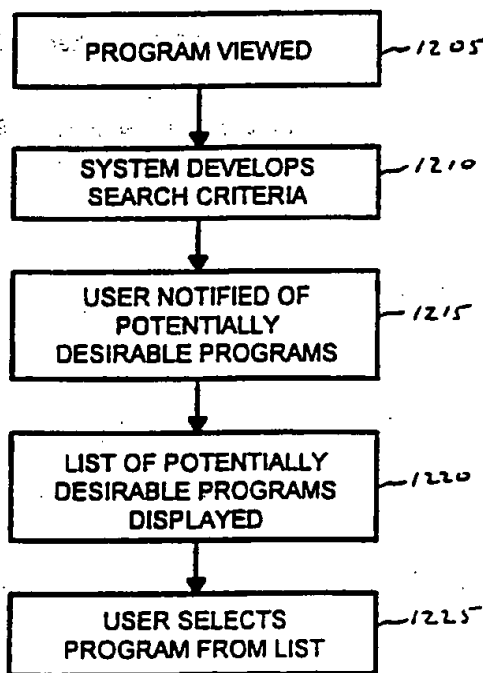 PROGRAM VIEWED
1205
SYSTEM DEVELOPS
SEARCH CRITERIA
1210
USER NOTIFIED OF
POTENTIALLY
DESIRABLE PROGRAMS
1215
LIST OF POTENTIALLY
DESIRABLE PROGRAMS
DISPLAYED
1220
USER SELECTS
PROGRAM FROM LIST
1225